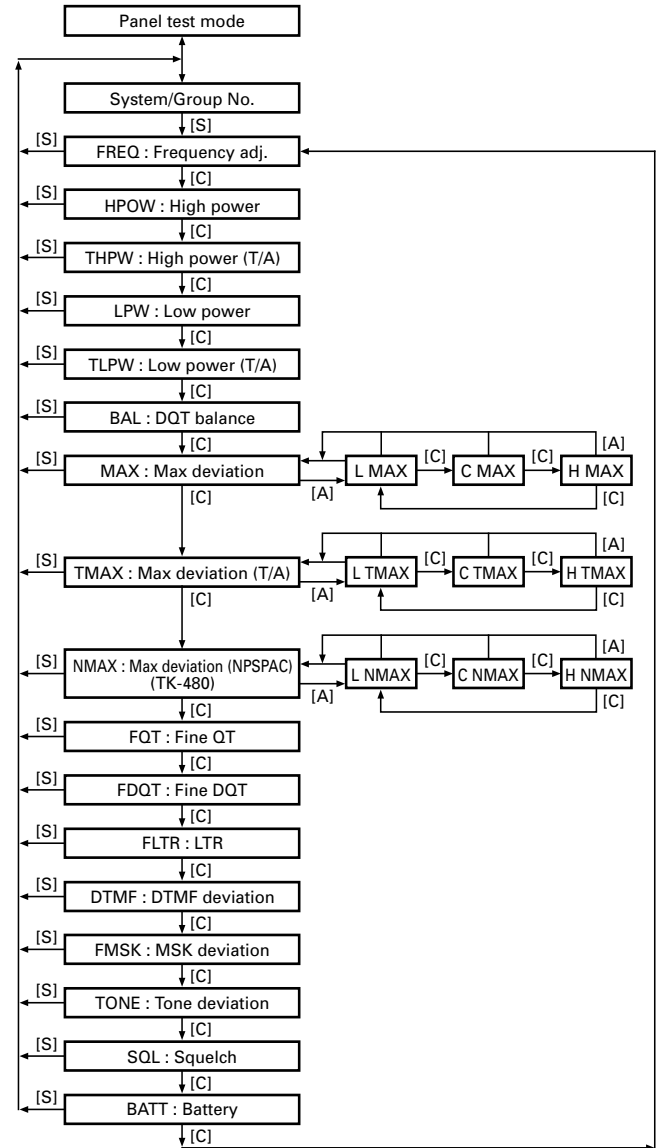 Panel test mode
System/Group No.
[S]
[S]
FREQ : Frequency adj.
[C]
[S]
HPOW : High power
[C]
[S]
THPW : High power (T/A)
[C]
[S]
LPW : Low power
[C]
[S]
TLPW : Low power (T/A)
[C]
[S]
BAL : DQT balance
[C]
[A]
[S]
MAX : Max deviation
L MAX
[C]
C MAX
[C]
H MAX
[C]
[A]
[C]
[A]
[S]
TMAX : Max deviation (T/A)
L TMAX
[C]
C TMAX
[C]
H TMAX
[C]
[A]
[C]
[A]
[S]
NMAX : Max deviation (NPSPAC)
(TK-480)
L NMAX
[C]
C NMAX
[C]
H NMAX
[C]
[A]
[C]
[S]
FQT : Fine QT
[C]
[S]
FDQT : Fine DQT
[C]
[S]
FLTR : LTR
[C]
[S]
DTMF : DTMF deviation
[C]
[S]
FMSK : MSK deviation
[C]
[S]
TONE : Tone deviation
[C]
[S]
SQL : Squelch
[C]
[S]
BATT : Battery
[C]